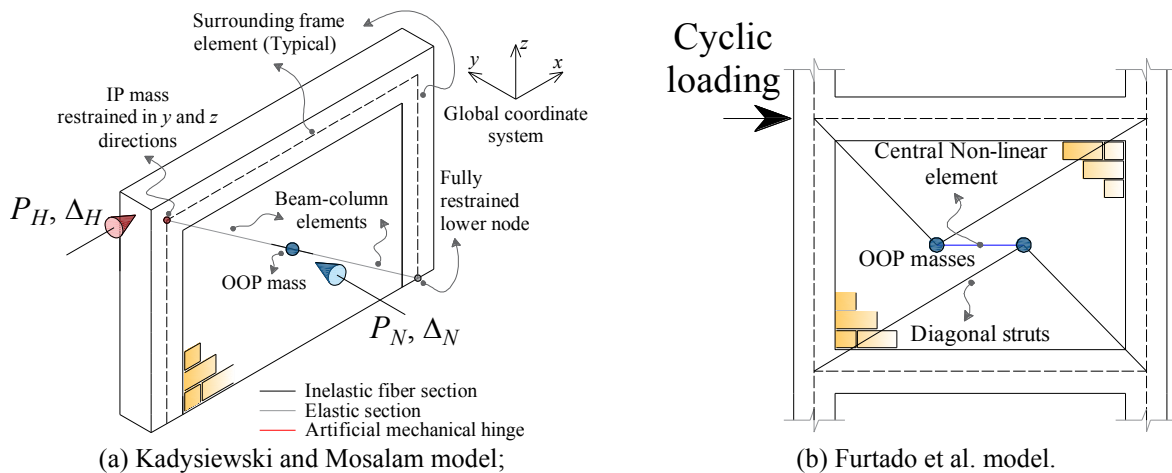 Surrounding frame
element (Typical)
IP mass
restrained in y and z
directions
z
y
x
Global coordinate
system
P_H, Δ_H
Beam-column
elements
Fully
restrained
lower node
OOP mass
P_N, Δ_N
Inelastic fiber section
Elastic section
Artificial mechanical hinge
(a) Kadysiewski and Mosalam model;
Cyclic
loading
Central Non-linear
element
OOP masses
Diagonal struts
(b) Furtado et al. model.